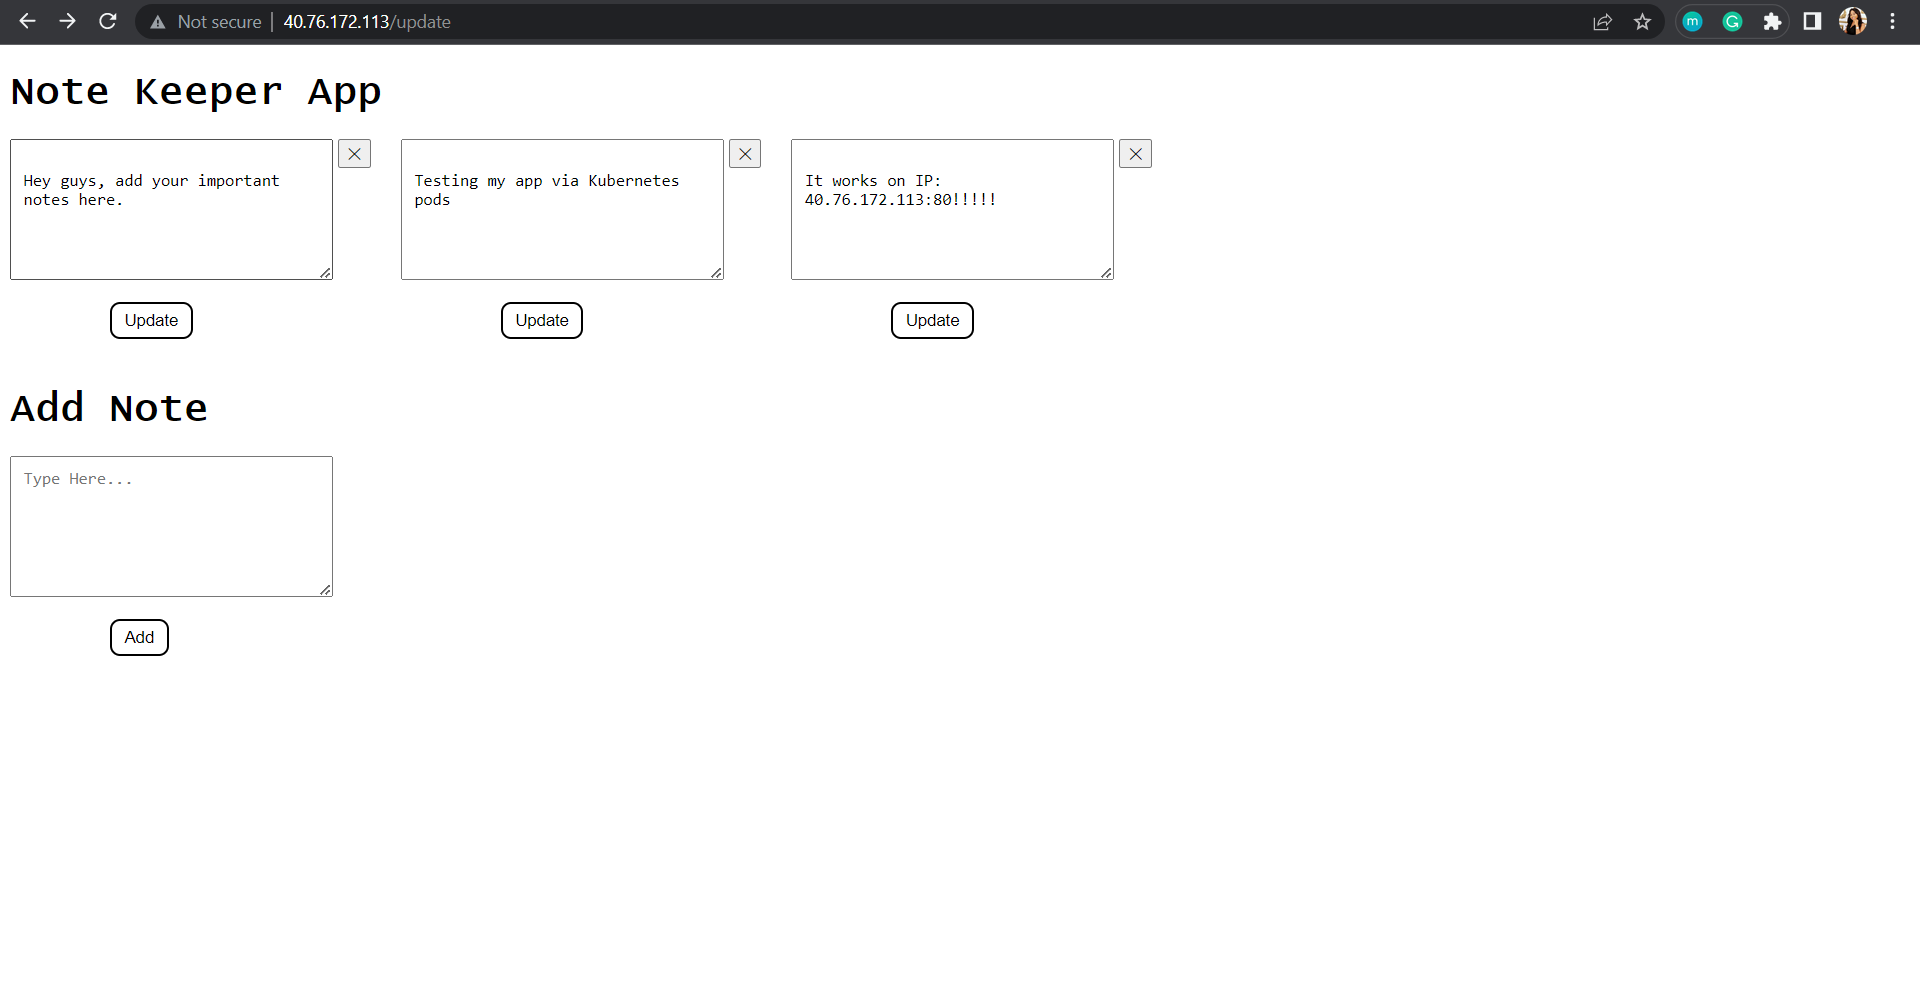 Not secure | 40.76.172.113/update
m
G
Note Keeper App
Hey guys, add your important
notes here.
Update
Testing my app via Kubernetes
pods
Update
It works on IP:
40.76.172.113:80!!!!!
Update
Add Note
Type Here...
Add